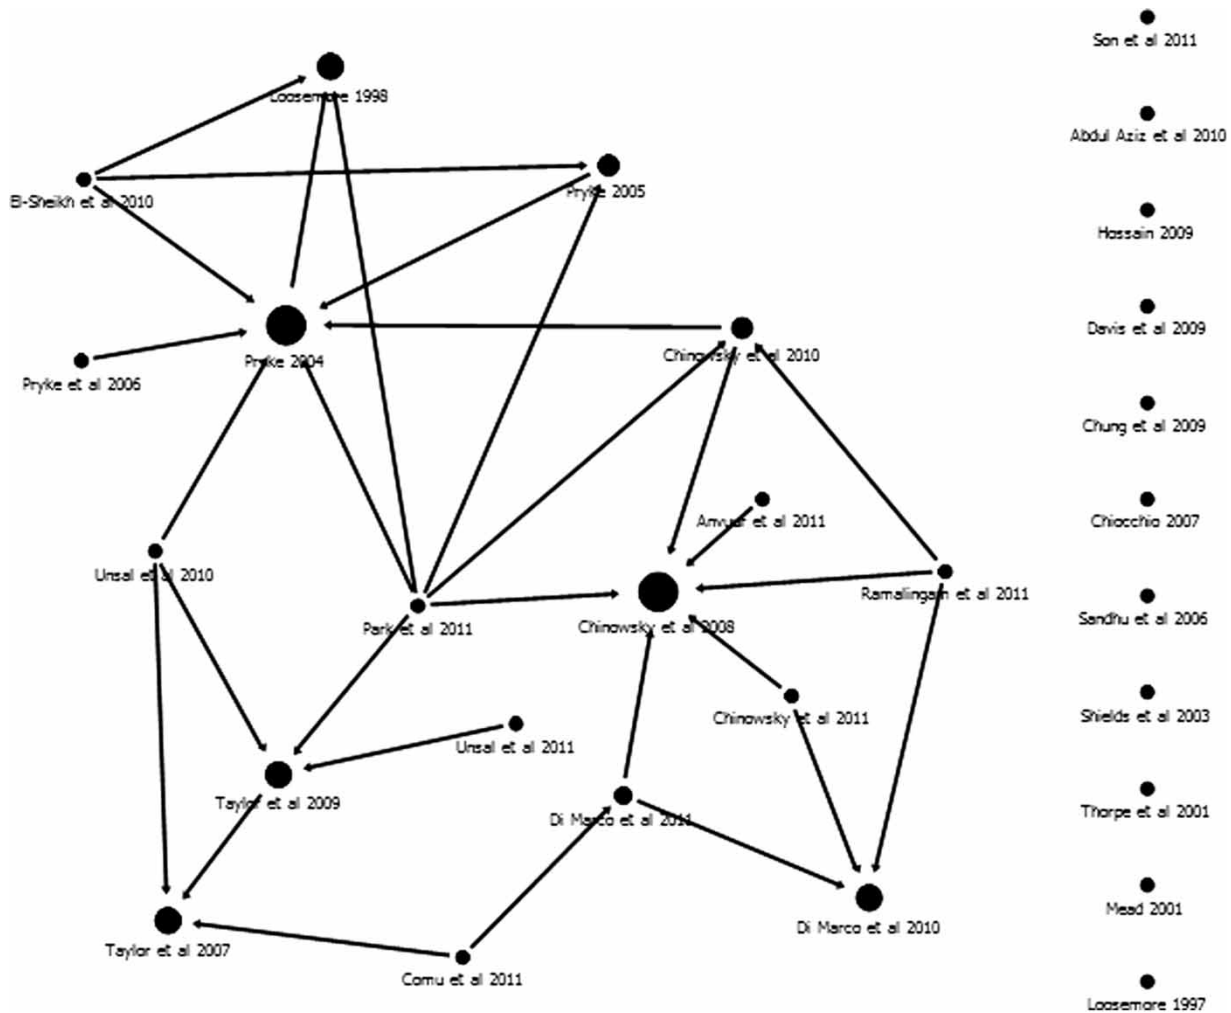 Son et al 2011
Loosemore 1998
Abdul Aziz et al 2010
El-Sheikh et al 2010
Pryke 2005
Hossain 2009
Davis et al 2009
Pryke 2004
Chinowsky et al 2010
Pryke et al 2006
Chung et al 2009
Anvuur et al 2011
Chiocchio 2007
Unsal et al 2010
Ramalingam et al 2011
Park et al 2011
Chinowsky et al 2008
Sandhu et al 2006
Chinowsky et al 2011
Shields et al 2003
Unsal et al 2011
Taylor et al 2009
Di Marco et al 2011
Thorpe et al 2001
Mead 2001
Di Marco et al 2010
Taylor et al 2007
Comu et al 2011
Loosemore 1997